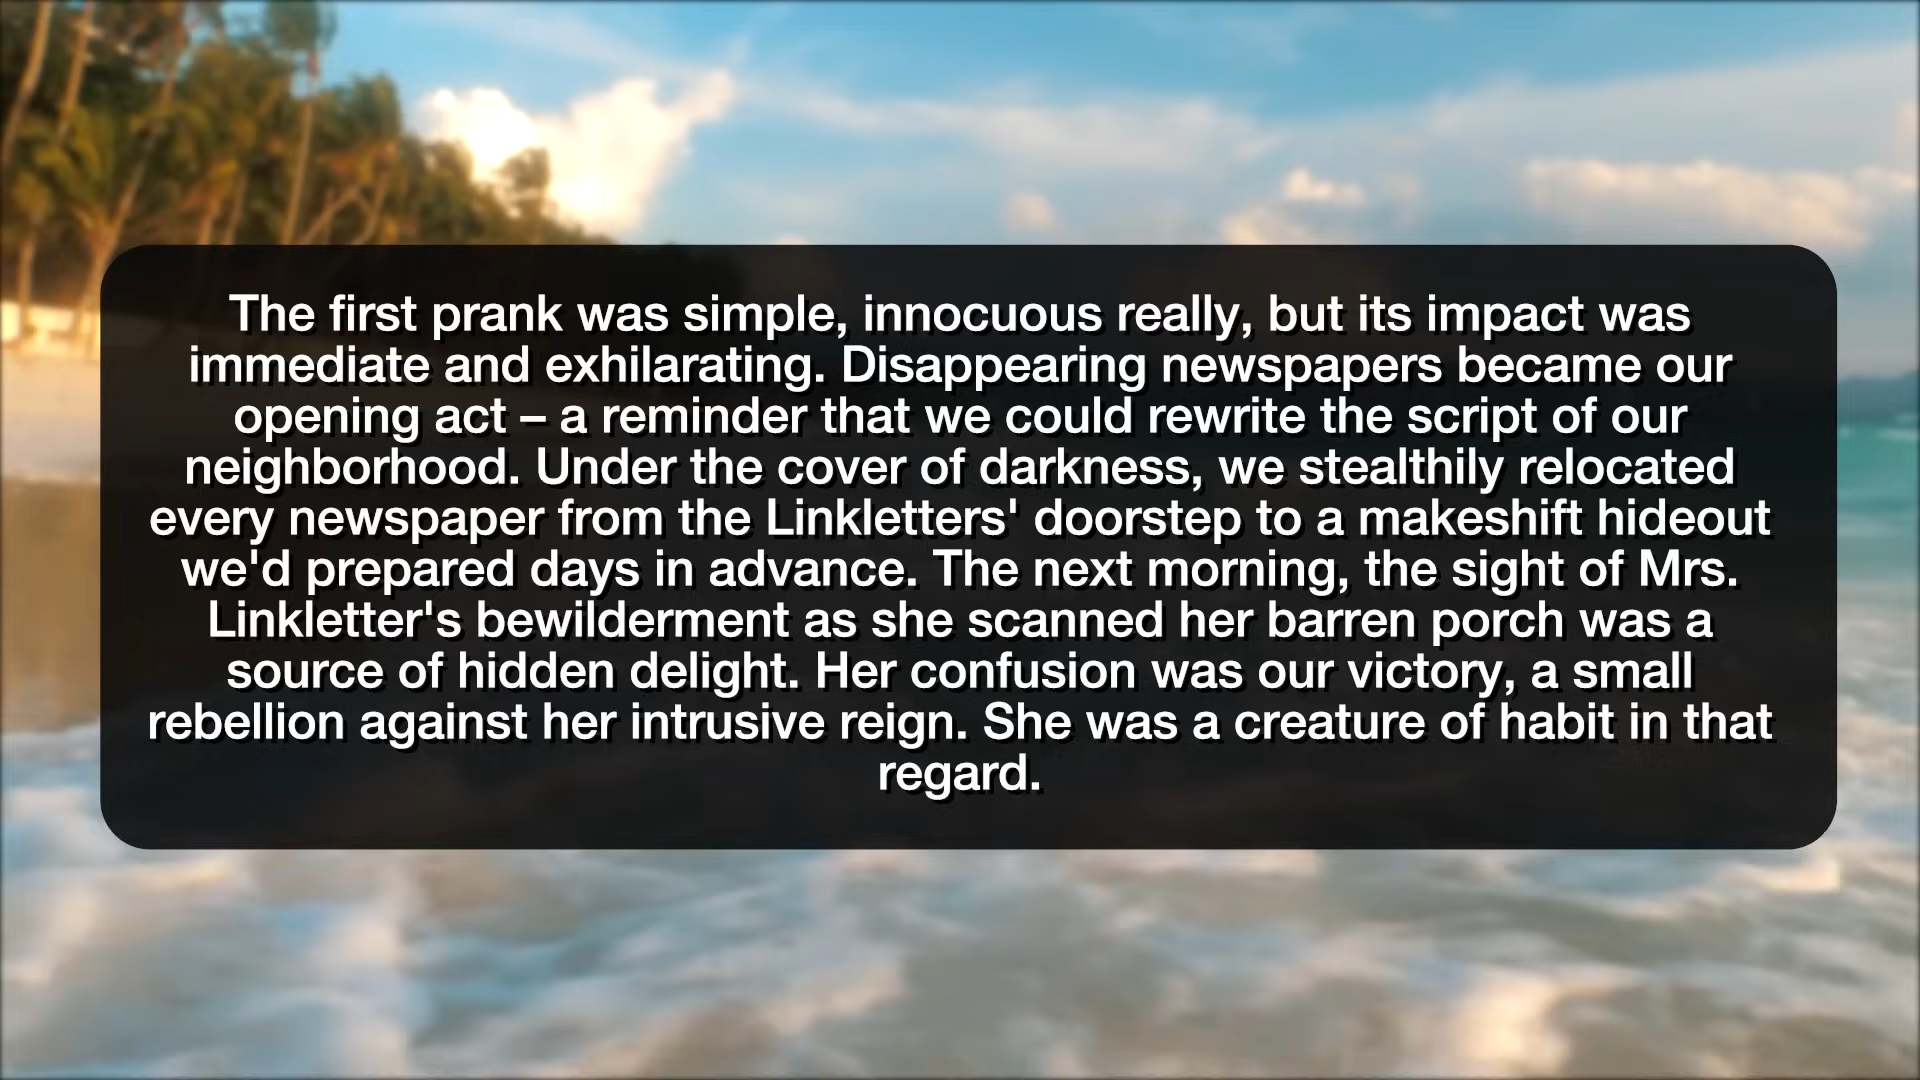 The first prank was simple, innocuous really, but its impact was
immediate and exhilarating. Disappearing newspapers became our
opening act – a reminder that we could rewrite the script of our
neighborhood. Under the cover of darkness, we stealthily relocated
every newspaper from the Linkletters' doorstep to a makeshift hideout
we'd prepared days in advance. The next morning, the sight of Mrs.
Linkletter's bewilderment as she scanned her barren porch was a
source of hidden delight. Her confusion was our victory, a small
rebellion against her intrusive reign. She was a creature of habit in that
regard.